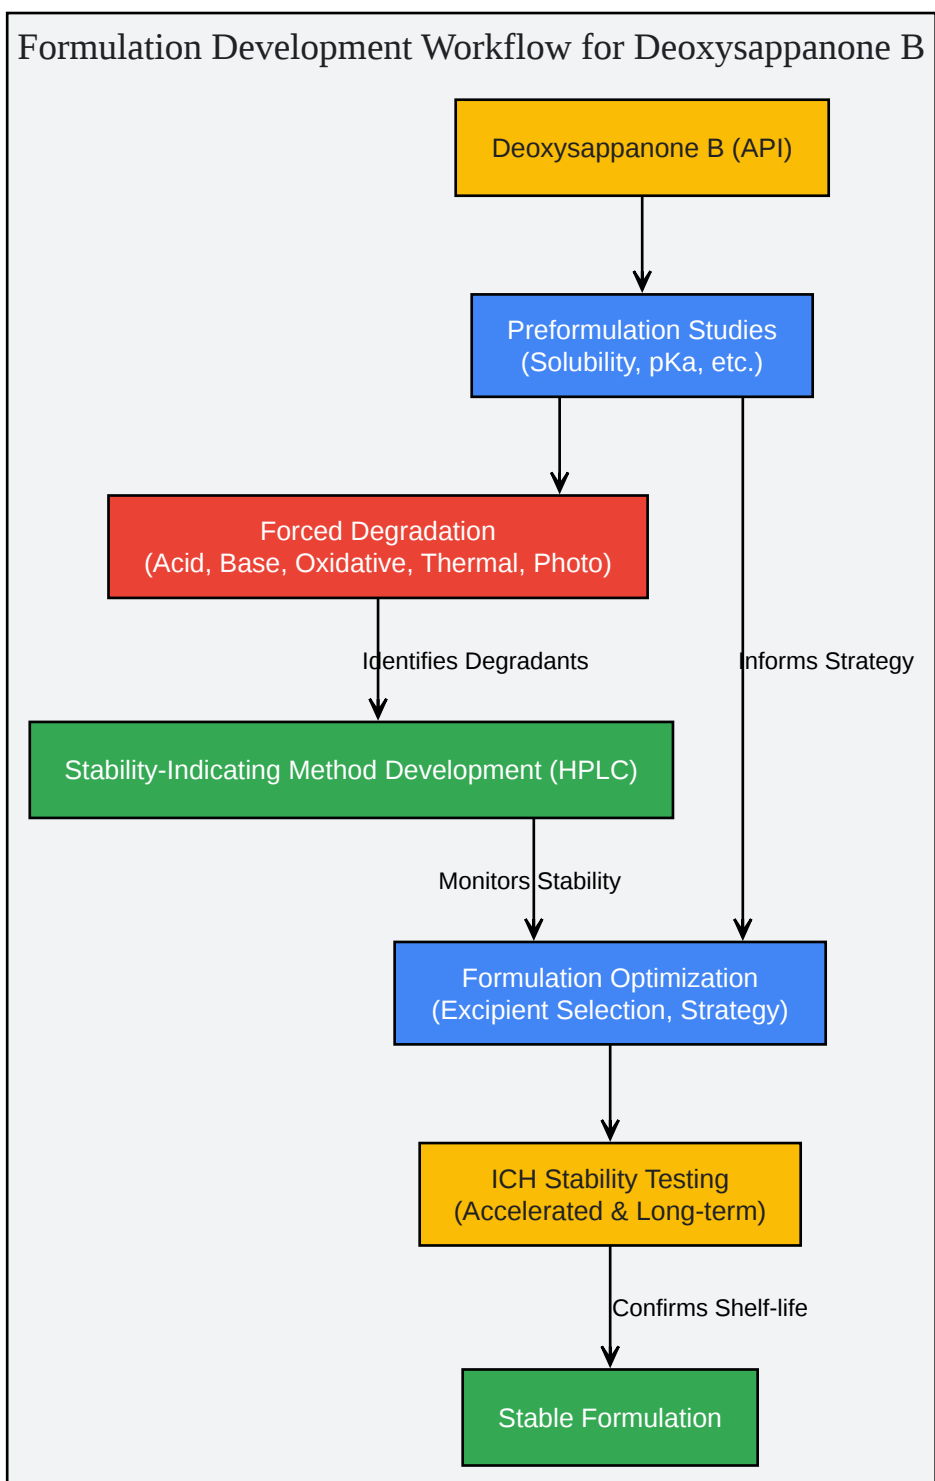 Formulation Development Workflow for Deoxysappanone B
Deoxysappanone B (API)
Preformulation Studies
(Solubility, pKa, etc.)
Forced Degradation
(Acid, Base, Oxidative, Thermal, Photo)
Identifies Degradants
Informs Strategy
Stability-Indicating Method Development (HPLC)
Monitors Stability
Formulation Optimization
(Excipient Selection, Strategy)
ICH Stability Testing
(Accelerated & Long-term)
Confirms Shelf-life
Stable Formulation